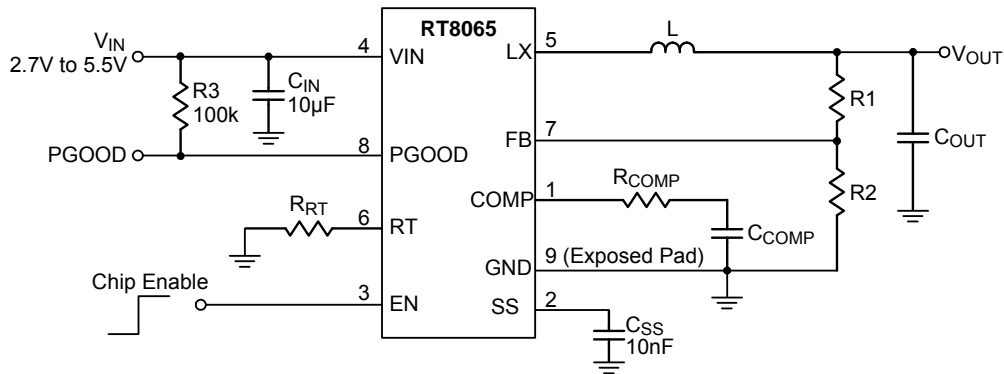 RT8065
VIN
2.7V to 5.5V
4
VIN
LX
5
L
VOUT
R3
100k
CIN
10µF
R1
PGOOD
8
PGOOD
FB
7
COUT
RCOMP
COMP
1
R2
RRT
6
RT
CCOMP
9 (Exposed Pad)
GND
Chip Enable
3
EN
2
SS
CSS
10nF